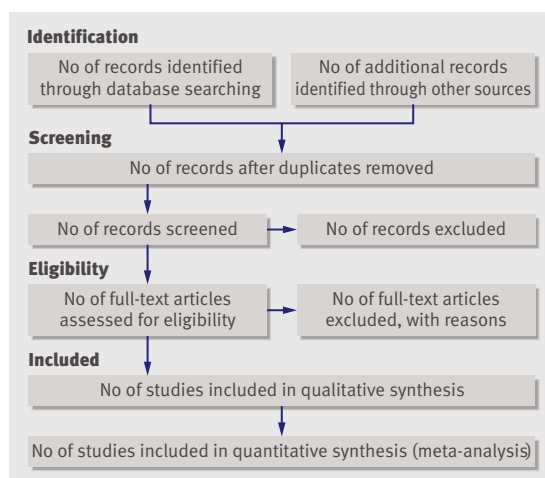 Identification
No of records identified
through database searching
No of additional records
identified through other sources
Screening
No of records after duplicates removed
No of records screened
No of records excluded
Eligibility
No of full-text articles
assessed for eligibility
No of full-text articles
excluded, with reasons
Included
No of studies included in qualitative synthesis
No of studies included in quantitative synthesis (meta-analysis)